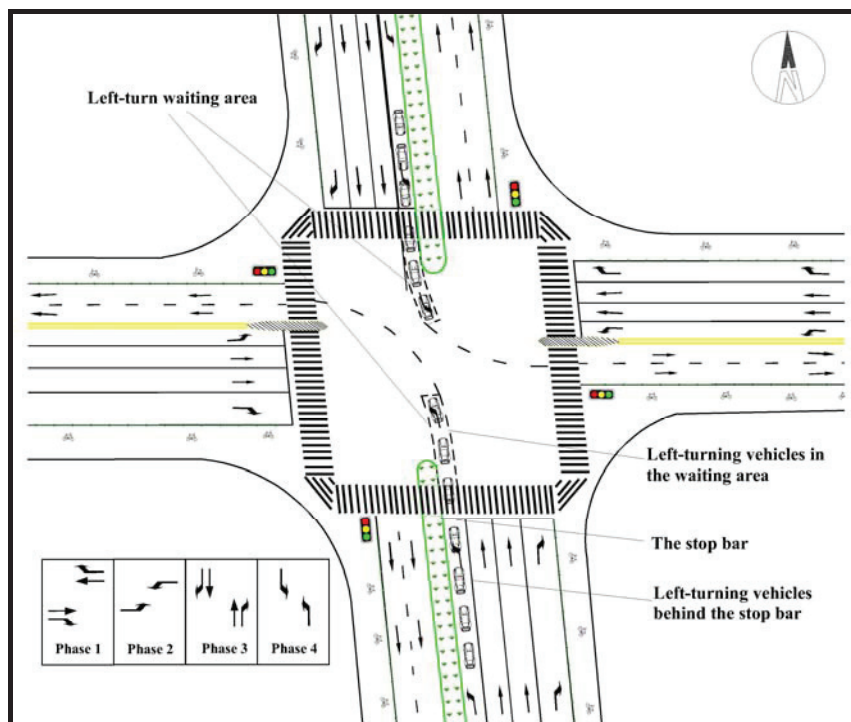 Left-turn waiting area
N
Left-turning vehicles in
the waiting area
The stop bar
Left-turning vehicles
behind the stop bar
Phase 1
Phase 2
Phase 3
Phase 4